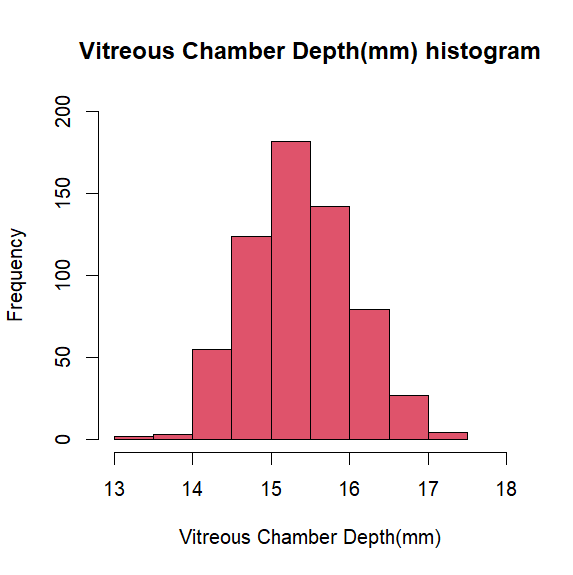 Vitreous Chamber Depth(mm) histogram
200
150
100
50
0
Frequency
13 14 15 16 17 18
Vitreous Chamber Depth(mm)